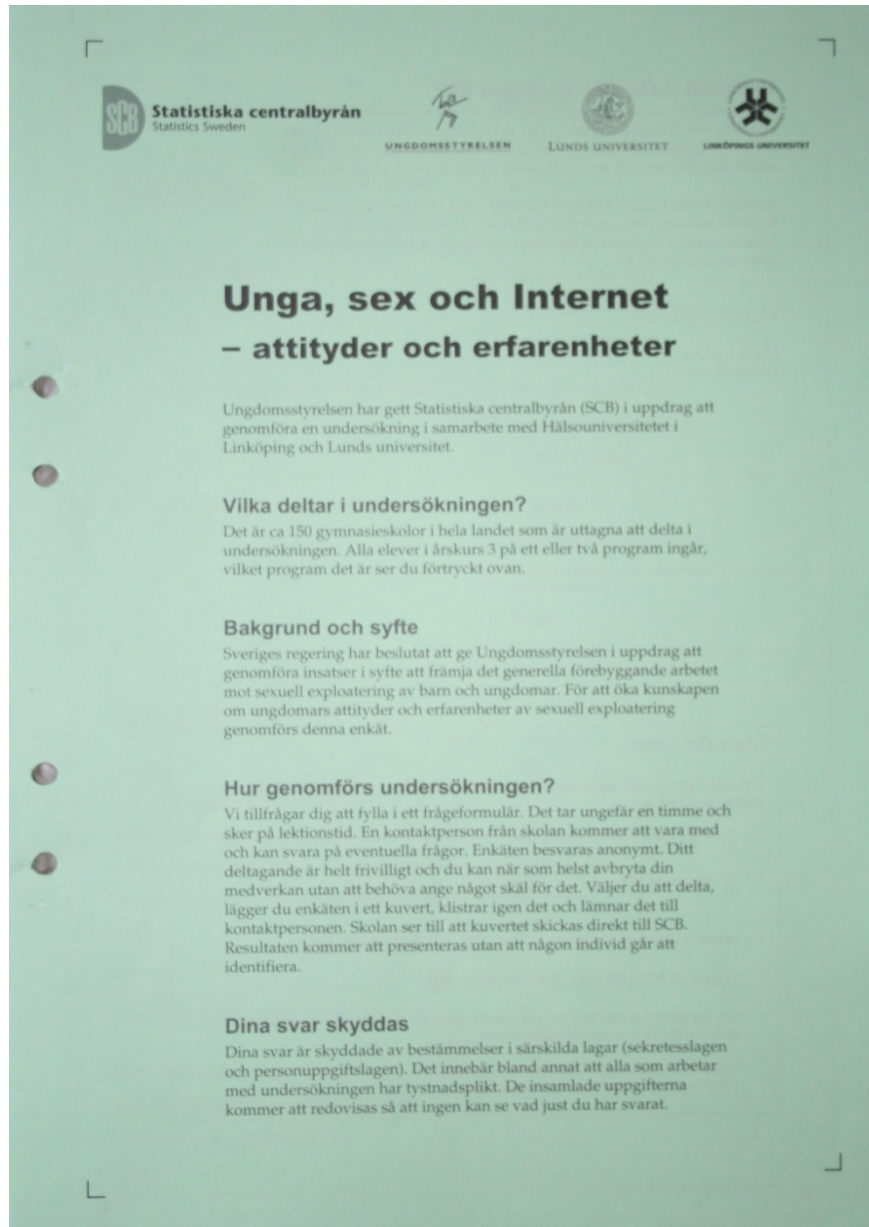 SCB
Statistiska centralbyrån
Statistics Sweden
UNGDOMSSTYRELSEN
LUNDS UNIVERSITET
LINKÖPINGS UNIVERSITET
Unga, sex och Internet
– attityder och erfarenheter
Ungdomsstyrelsen har gett Statistiska centralbyrån (SCB) i uppdrag att
genomföra en undersökning i samarbete med Hälsouniversitetet i
Linköping och Lunds universitet.
Vilka deltar i undersökningen?
Det är ca 150 gymnasieskolor i hela landet som är uttagna att delta i
undersökningen. Alla elever i årskurs 3 på ett eller två program ingår,
vilket program det är ser du förtryckt ovan.
Bakgrund och syfte
Sveriges regering har beslutat att ge Ungdomsstyrelsen i uppdrag att
genomföra insatser i syfte att främja det generella förebyggande arbetet
mot sexuell exploatering av barn och ungdomar. För att öka kunskapen
om ungdomars attityder och erfarenheter av sexuell exploatering
genomförs denna enkät.
Hur genomförs undersökningen?
Vi tillfrågar dig att fylla i ett frågeformulär. Det tar ungefär en timme och
sker på lektionstid. En kontaktperson från skolan kommer att vara med
och kan svara på eventuella frågor. Enkäten besvaras anonymt. Ditt
deltagande är helt frivilligt och du kan när som helst avbryta din
medverkan utan att behöva ange något skäl för det. Väljer du att delta,
lägger du enkäten i ett kuvert, klistrar igen det och lämnar det till
kontaktpersonen. Skolan ser till att kuvertet skickas direkt till SCB.
Resultaten kommer att presenteras utan att någon individ går att
identifiera.
Dina svar skyddas
Dina svar är skyddade av bestämmelser i särskilda lagar (sekretesslagen
och personuppgiftslagen). Det innebär bland annat att alla som arbetar
med undersökningen har tystnadsplikt. De insamlade uppgifterna
kommer att redovisas så att ingen kan se vad just du har svarat.